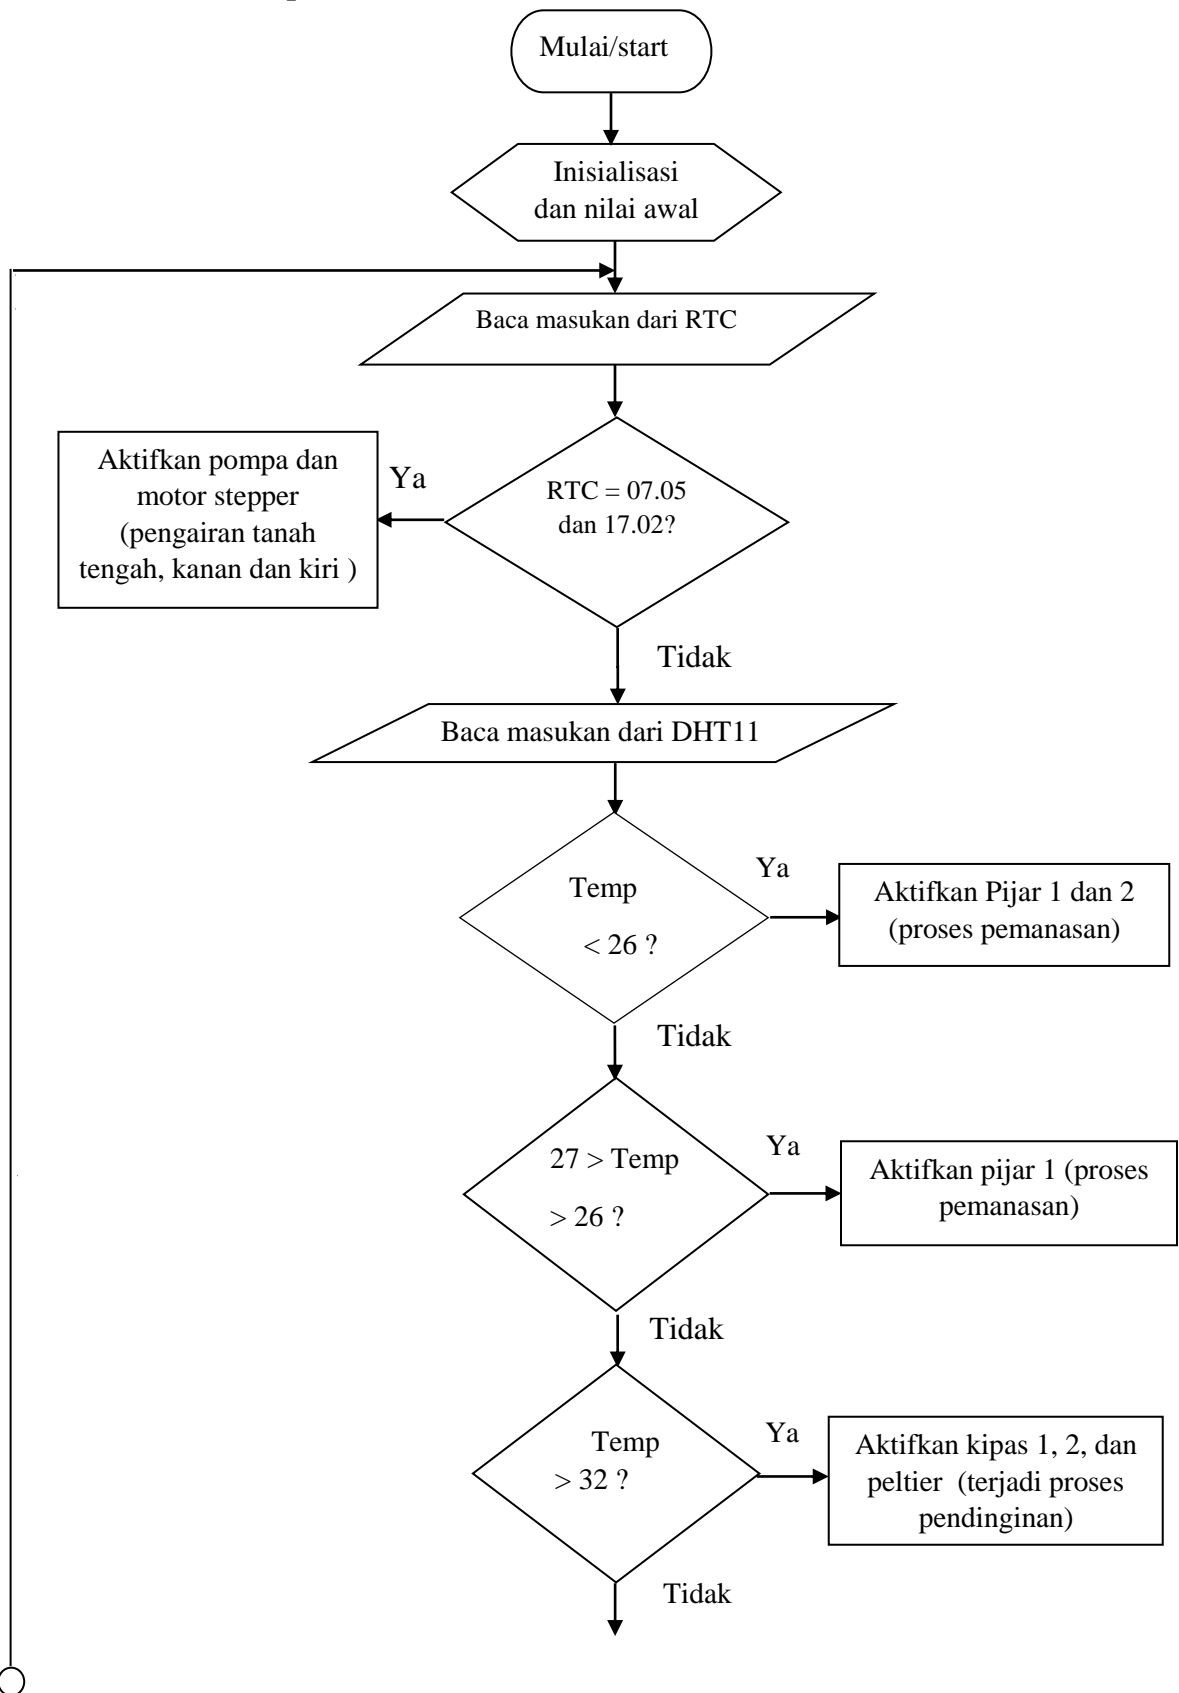 Mulai/start
Inisialisasi
dan nilai awal
Baca masukan dari RTC
Aktifkan pompa dan
motor stepper
(pengairan tanah
tengah, kanan dan kiri )
Ya
RTC = 07.05
dan 17.02?
Tidak
Baca masukan dari DHT11
Temp
< 26 ?
Ya
Aktifkan Pijar 1 dan 2
(proses pemanasan)
Tidak
27 > Temp
> 26 ?
Ya
Aktifkan pijar 1 (proses
pemanasan)
Tidak
Temp
> 32 ?
Ya
Aktifkan kipas 1, 2, dan
peltier (terjadi proses
pendinginan)
Tidak